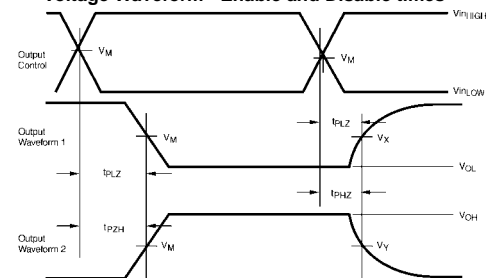 Voltage Waveform - Enable and Disable times
VinHIGH
Output
Control
VM
VM
VinLOW
Output
Waveform 1
VM
tPLZ
VX
tPLZ
VOL
tPHZ
VOH
tPZH
Output
Waveform 2
VM
VY